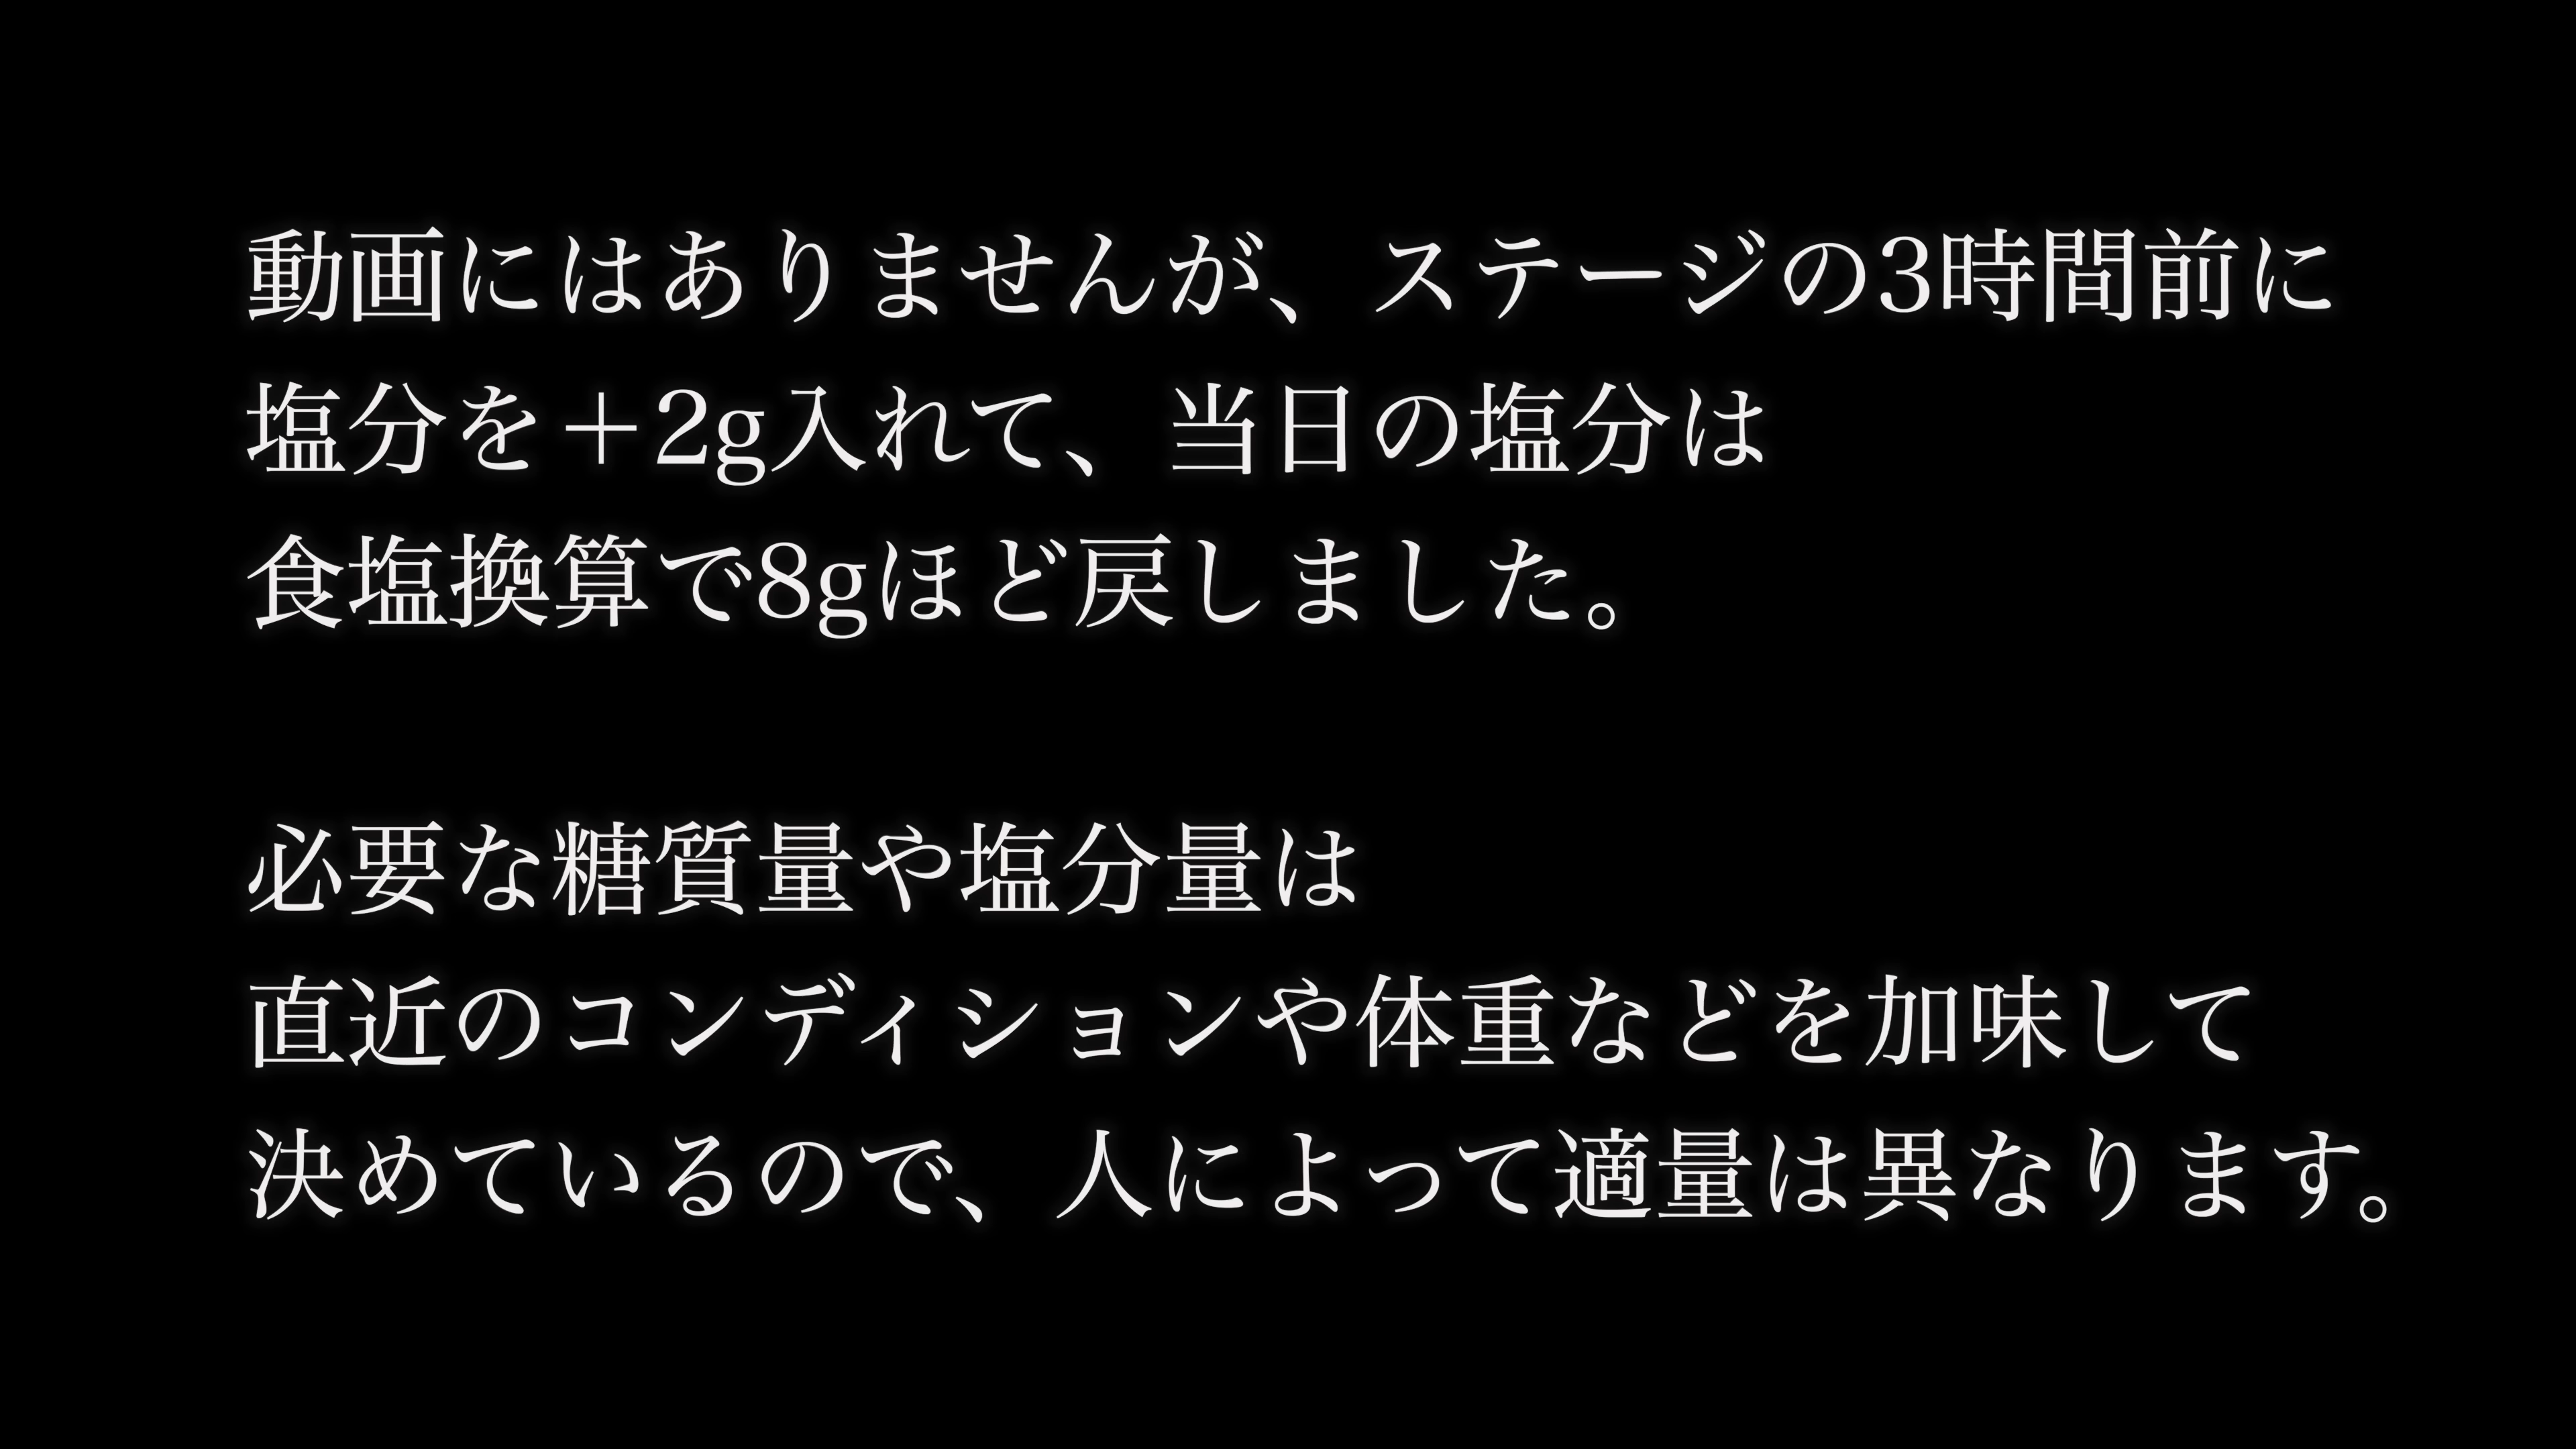 動画にはありませんが、ステージの3時間前に
塩分を＋2g入れて、当日の塩分は
食塩換算で8gほど戻しました。
必要な糖質量や塩分量は
直近のコンディションや体重などを加味して
決めているので、人によって適量は異なります。